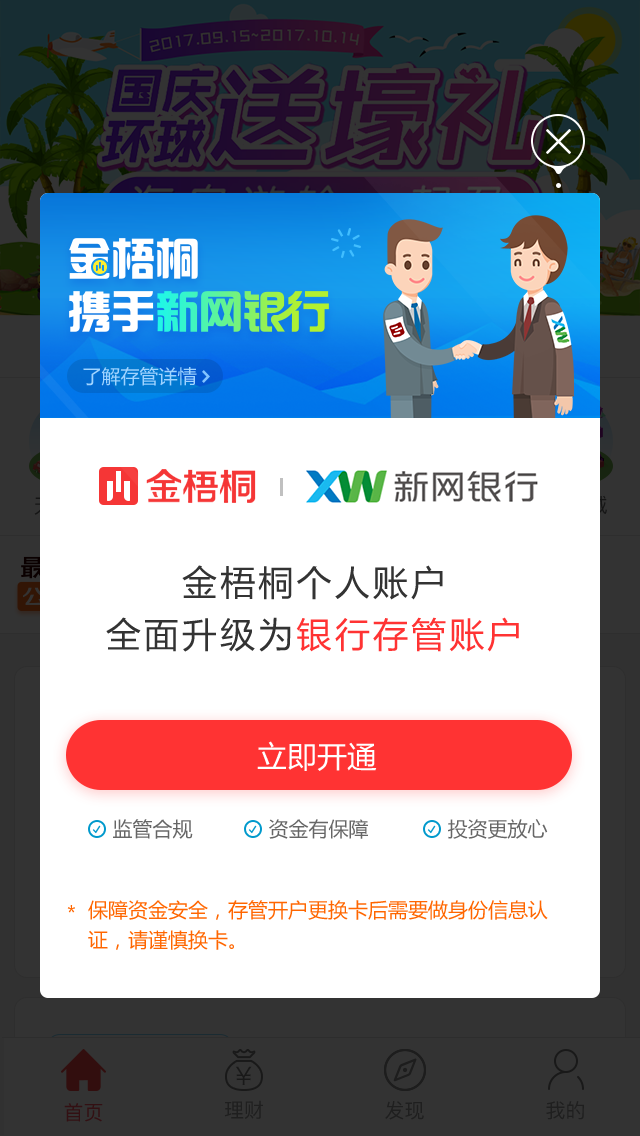 2017.09.15~2017.10.14
国庆
环球
送壕礼
金梧桐
携手新网银行
了解存管详情
金梧桐
XW 新网银行
金梧桐个人账户
全面升级为银行存管账户
立即开通
监管合规
资金有保障
投资更放心
* 保障资金安全，存管开户更换卡后需要做身份信息认
证，请谨慎换卡。
首页
理财
发现
我的